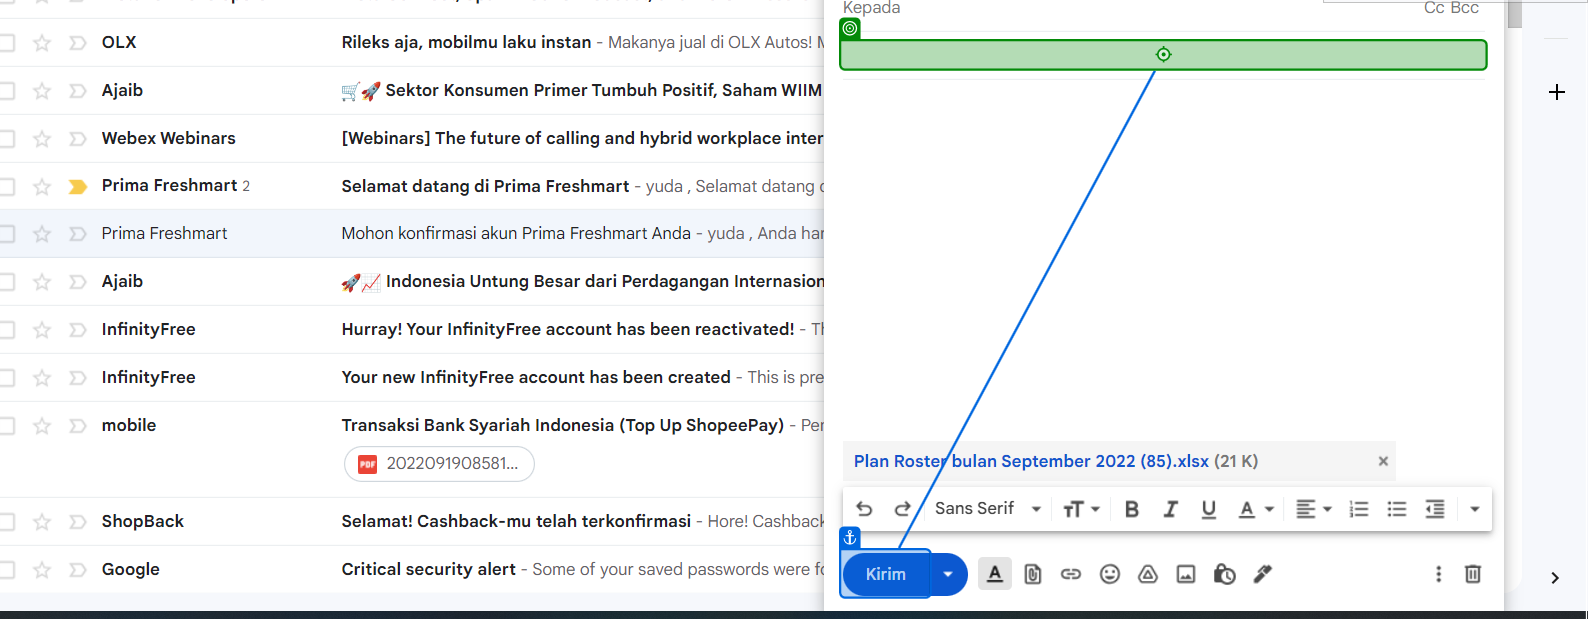 Kepada
Cc Bcc
OLX
Rileks aja, mobilmu laku instan - Makanya jual di OLX Autos!
Ajaib
🛒🚀 Sektor Konsumen Primer Tumbuh Positif, Saham WIIM
Webex Webinars
[Webinars] The future of calling and hybrid workplace inter
Prima Freshmart 2
Selamat datang di Prima Freshmart - yuda , Selamat datang
Prima Freshmart
Mohon konfirmasi akun Prima Freshmart Anda - yuda , Anda har
Ajaib
🚀📈 Indonesia Untung Besar dari Perdagangan Internasion
InfinityFree
Hurray! Your InfinityFree account has been reactivated! - Th
InfinityFree
Your new InfinityFree account has been created - This is pre
mobile
Transaksi Bank Syariah Indonesia (Top Up ShopeePay) - Per
PDF 2022091908581...
ShopBack
Selamat! Cashback-mu telah terkonfirmasi - Hore! Cashback
Google
Critical security alert - Some of your saved passwords were fo
Plan Roster bulan September 2022 (85).xlsx (21 K)
Sans Serif
Kirim